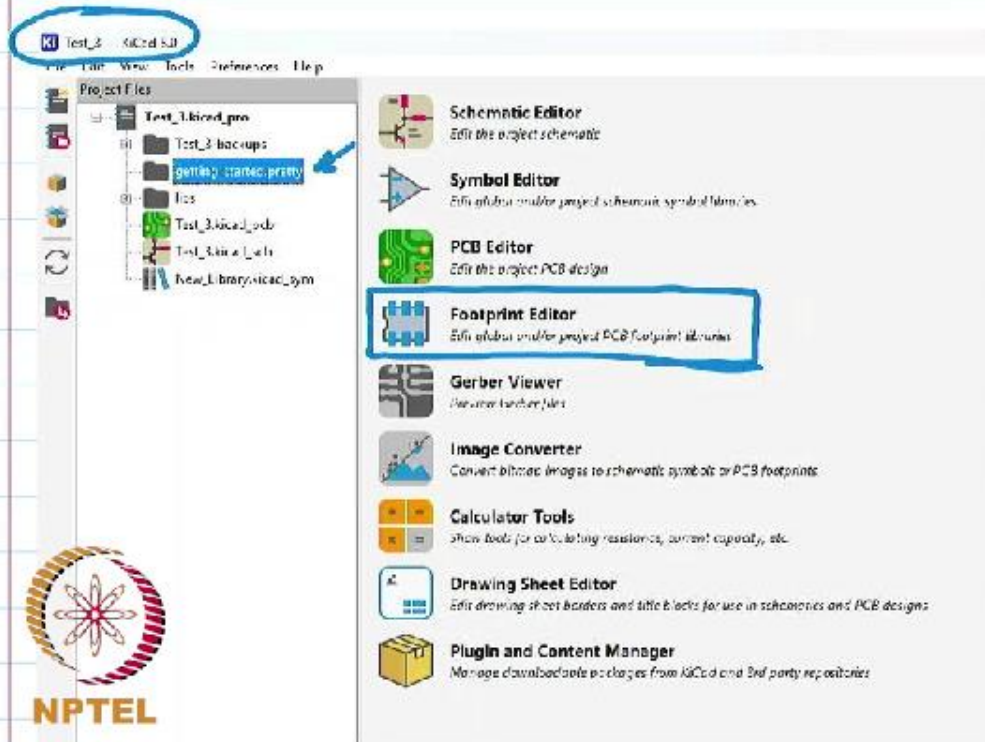 Test_3 KiCad 8.0
Edit View Tools Preferences Help
Project Files
Test_3.kicad_pro
Test_3-backups
getting_started.pretty
libs
Test_3.kicad_pcb
Test_3.kicad_sch
New_Library.kicad_sym
Schematic Editor
Edit the project schematic
Symbol Editor
Edit global and/or project schematic symbol libraries
PCB Editor
Edit the project PCB design
Footprint Editor
Edit global and/or project PCB footprint libraries
Gerber Viewer
Preview Gerber files
Image Converter
Convert bitmap images to schematic symbols or PCB footprints
Calculator Tools
Show tools for calculating resistance, current capacity, etc.
Drawing Sheet Editor
Edit drawing sheet borders and title blocks for use in schematics and PCB designs
Plugin and Content Manager
Manage downloadable packages from KiCad and 3rd party repositories
NPTEL